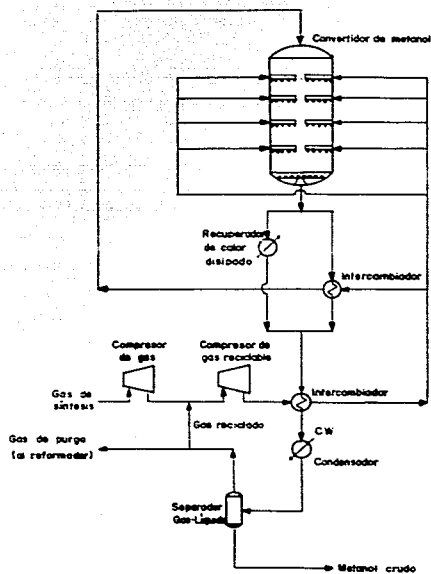 Convertidor de metanol
Recuperador
de calor
disipado
Intercambiador
Compresor
de gas
Compresor de
gas reciclable
Gas de
síntesis
Intercambiador
Gas reciclado
Gas de purga
(al reformador)
C.W.
Condensador
Separador
Gas-Líquido
Metanol crudo